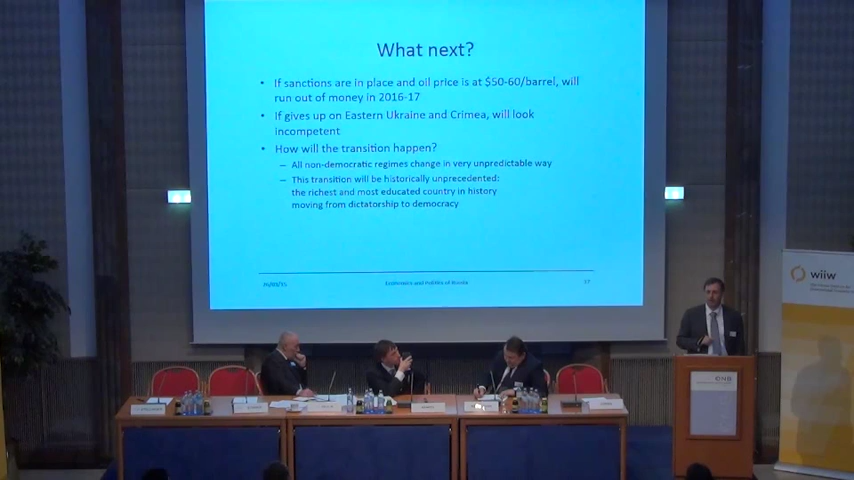 What next?
• If sanctions are in place and oil price is at $50-60/barrel, will
run out of money in 2016-17
• If gives up on Eastern Ukraine and Crimea, will look
incompetent
• How will the transition happen?
– All non-democratic regimes change in very unpredictable way
– This transition will be historically unprecedented:
the richest and most educated country in history
moving from dictatorship to democracy
Economics and Politics of Russia
17
wiiw